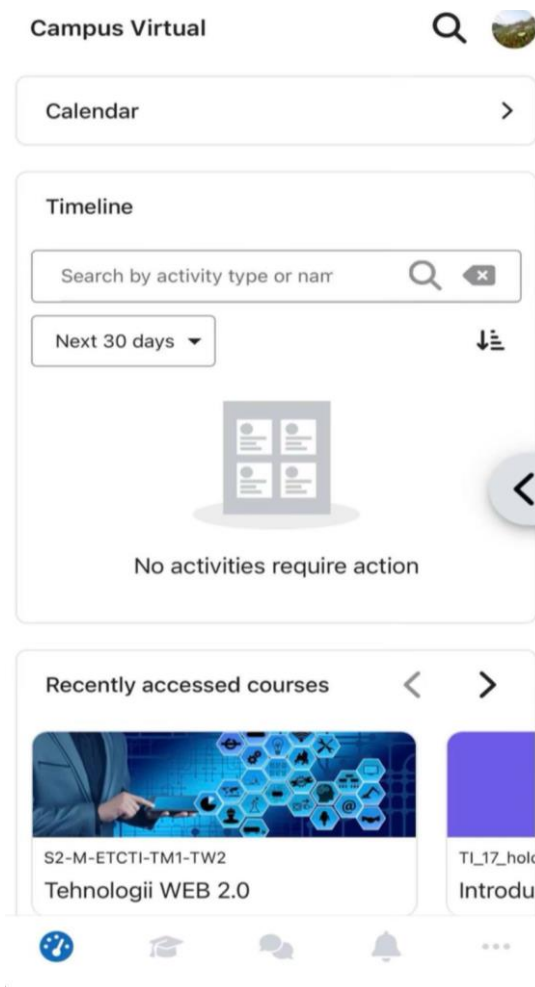 Campus Virtual
Calendar
Timeline
Search by activity type or nam
Next 30 days
No activities require action
Recently accessed courses
S2-M-ETCTI-TM1-TW2
Tehnologii WEB 2.0
TI_17_holo
Introdu